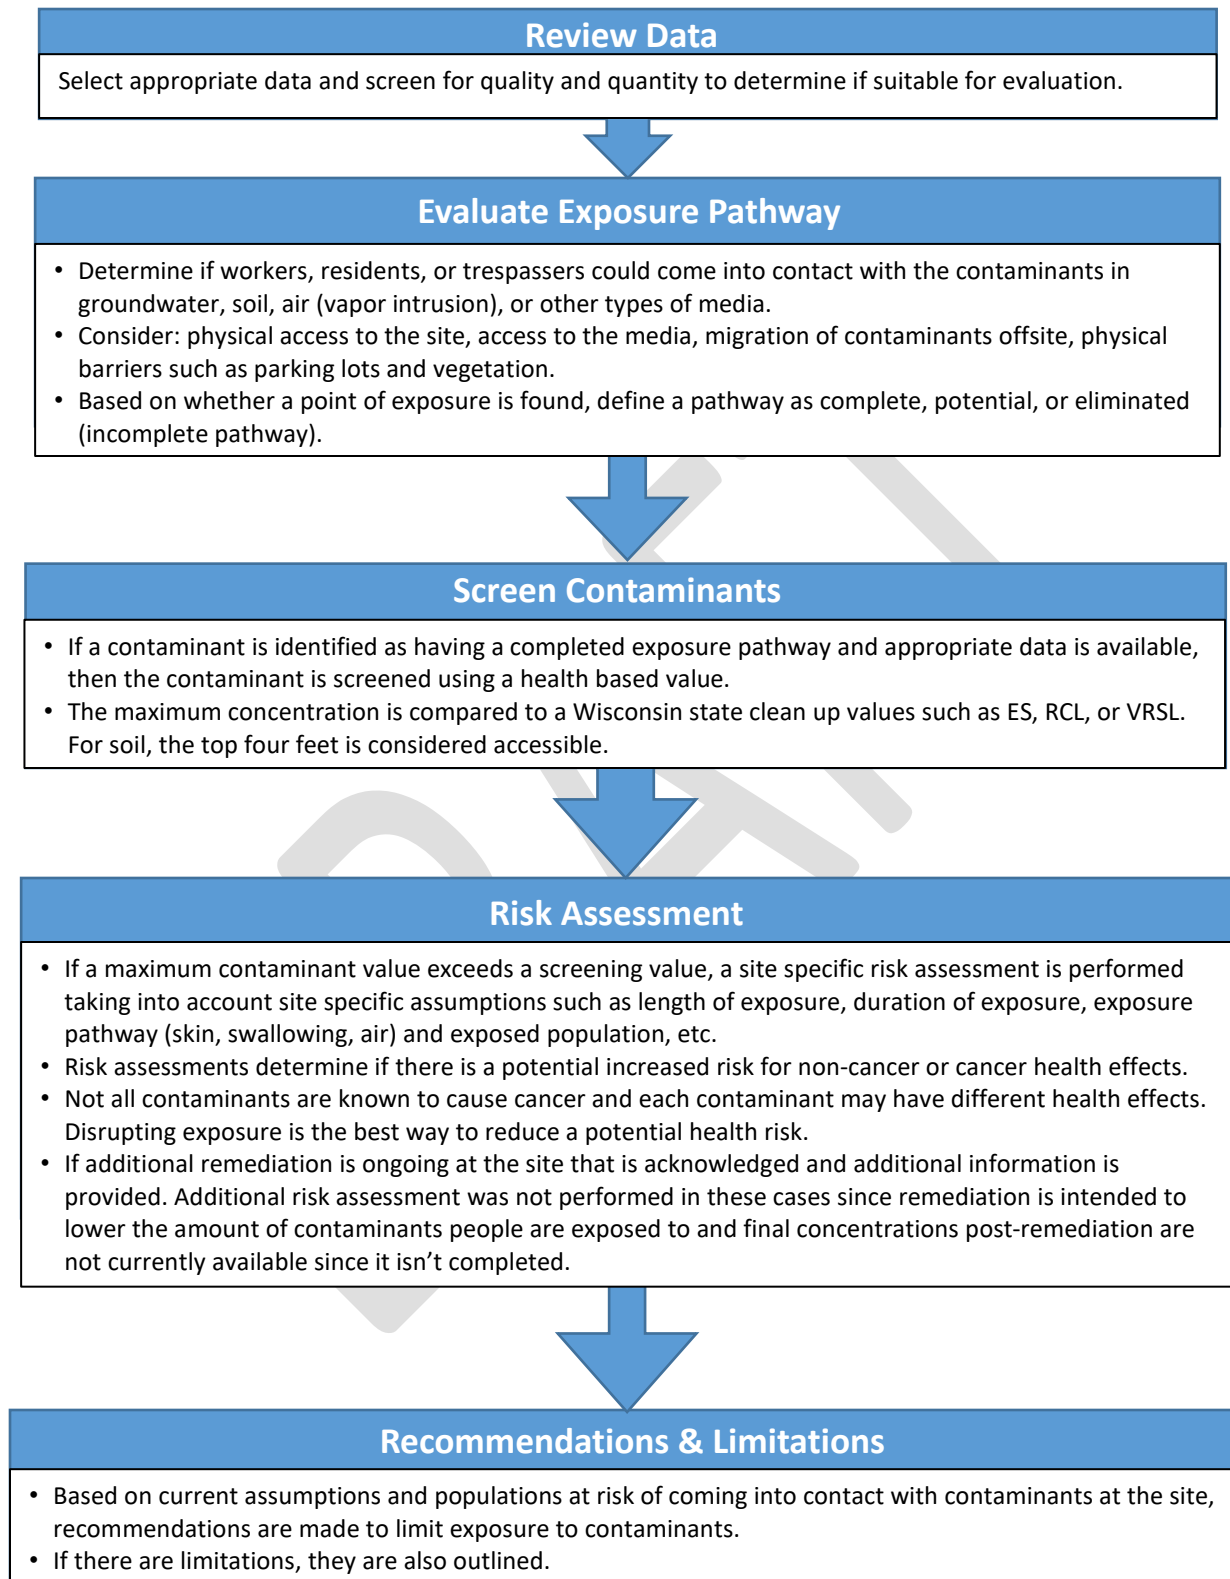 Review Data
Select appropriate data and screen for quality and quantity to determine if suitable for evaluation.
Evaluate Exposure Pathway
• Determine if workers, residents, or trespassers could come into contact with the contaminants in
groundwater, soil, air (vapor intrusion), or other types of media.
• Consider: physical access to the site, access to the media, migration of contaminants offsite, physical
barriers such as parking lots and vegetation.
• Based on whether a point of exposure is found, define a pathway as complete, potential, or eliminated
(incomplete pathway).
Screen Contaminants
• If a contaminant is identified as having a completed exposure pathway and appropriate data is available,
then the contaminant is screened using a health based value.
• The maximum concentration is compared to a Wisconsin state clean up values such as ES, RCL, or VRSL.
For soil, the top four feet is considered accessible.
Risk Assessment
• If a maximum contaminant value exceeds a screening value, a site specific risk assessment is performed
taking into account site specific assumptions such as length of exposure, duration of exposure, exposure
pathway (skin, swallowing, air) and exposed population, etc.
• Risk assessments determine if there is a potential increased risk for non-cancer or cancer health effects.
• Not all contaminants are known to cause cancer and each contaminant may have different health effects.
Disrupting exposure is the best way to reduce a potential health risk.
• If additional remediation is ongoing at the site that is acknowledged and additional information is
provided. Additional risk assessment was not performed in these cases since remediation is intended to
lower the amount of contaminants people are exposed to and final concentrations post-remediation are
not currently available since it isn’t completed.
Recommendations & Limitations
• Based on current assumptions and populations at risk of coming into contact with contaminants at the site,
recommendations are made to limit exposure to contaminants.
• If there are limitations, they are also outlined.